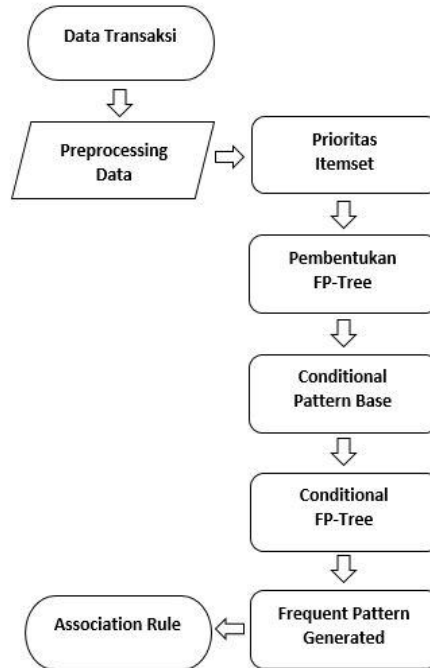 Data Transaksi
Preprocessing
Data
Prioritas
Itemset
Pembentukan
FP-Tree
Conditional
Pattern Base
Conditional
FP-Tree
Frequent Pattern
Generated
Association Rule